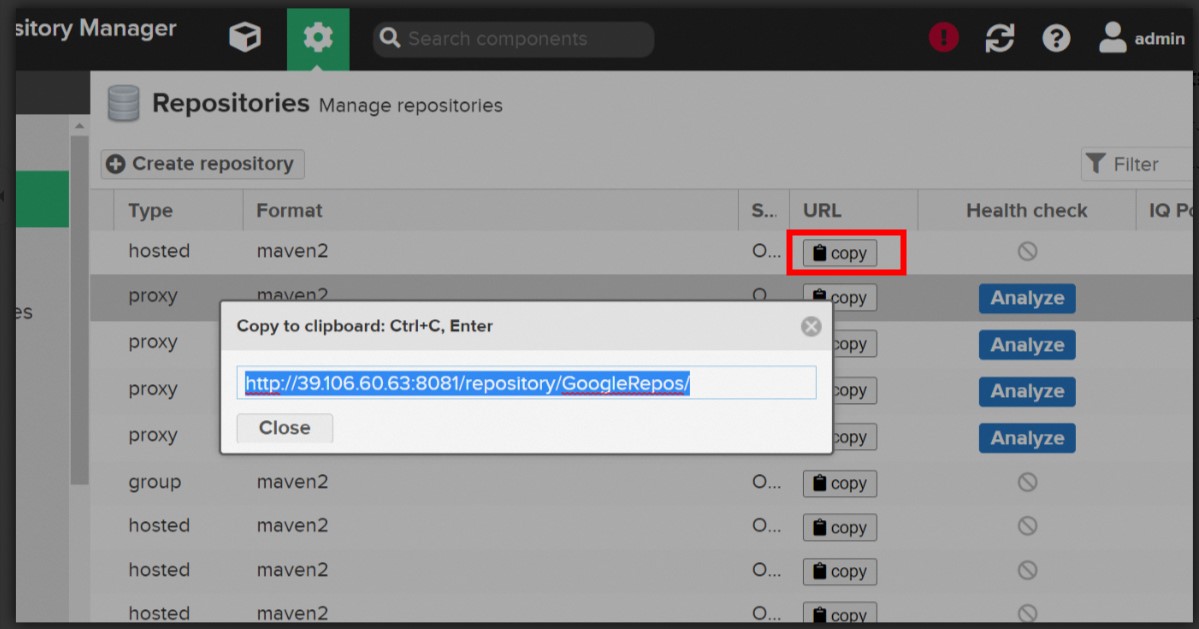 sitory Manager
Search components
admin
Repositories Manage repositories
Create repository
Filter
Type Format S... URL Health check IQ Po
hosted maven2 O... copy
proxy maven2 copy Analyze
proxy copy Analyze
proxy copy Analyze
proxy copy Analyze
es
Copy to clipboard: Ctrl+C, Enter
http://39.106.60.63:8081/repository/GoogleRepos/
Close
group maven2 O... copy
hosted maven2 O... copy
hosted maven2 O... copy
hosted maven2 O... copy